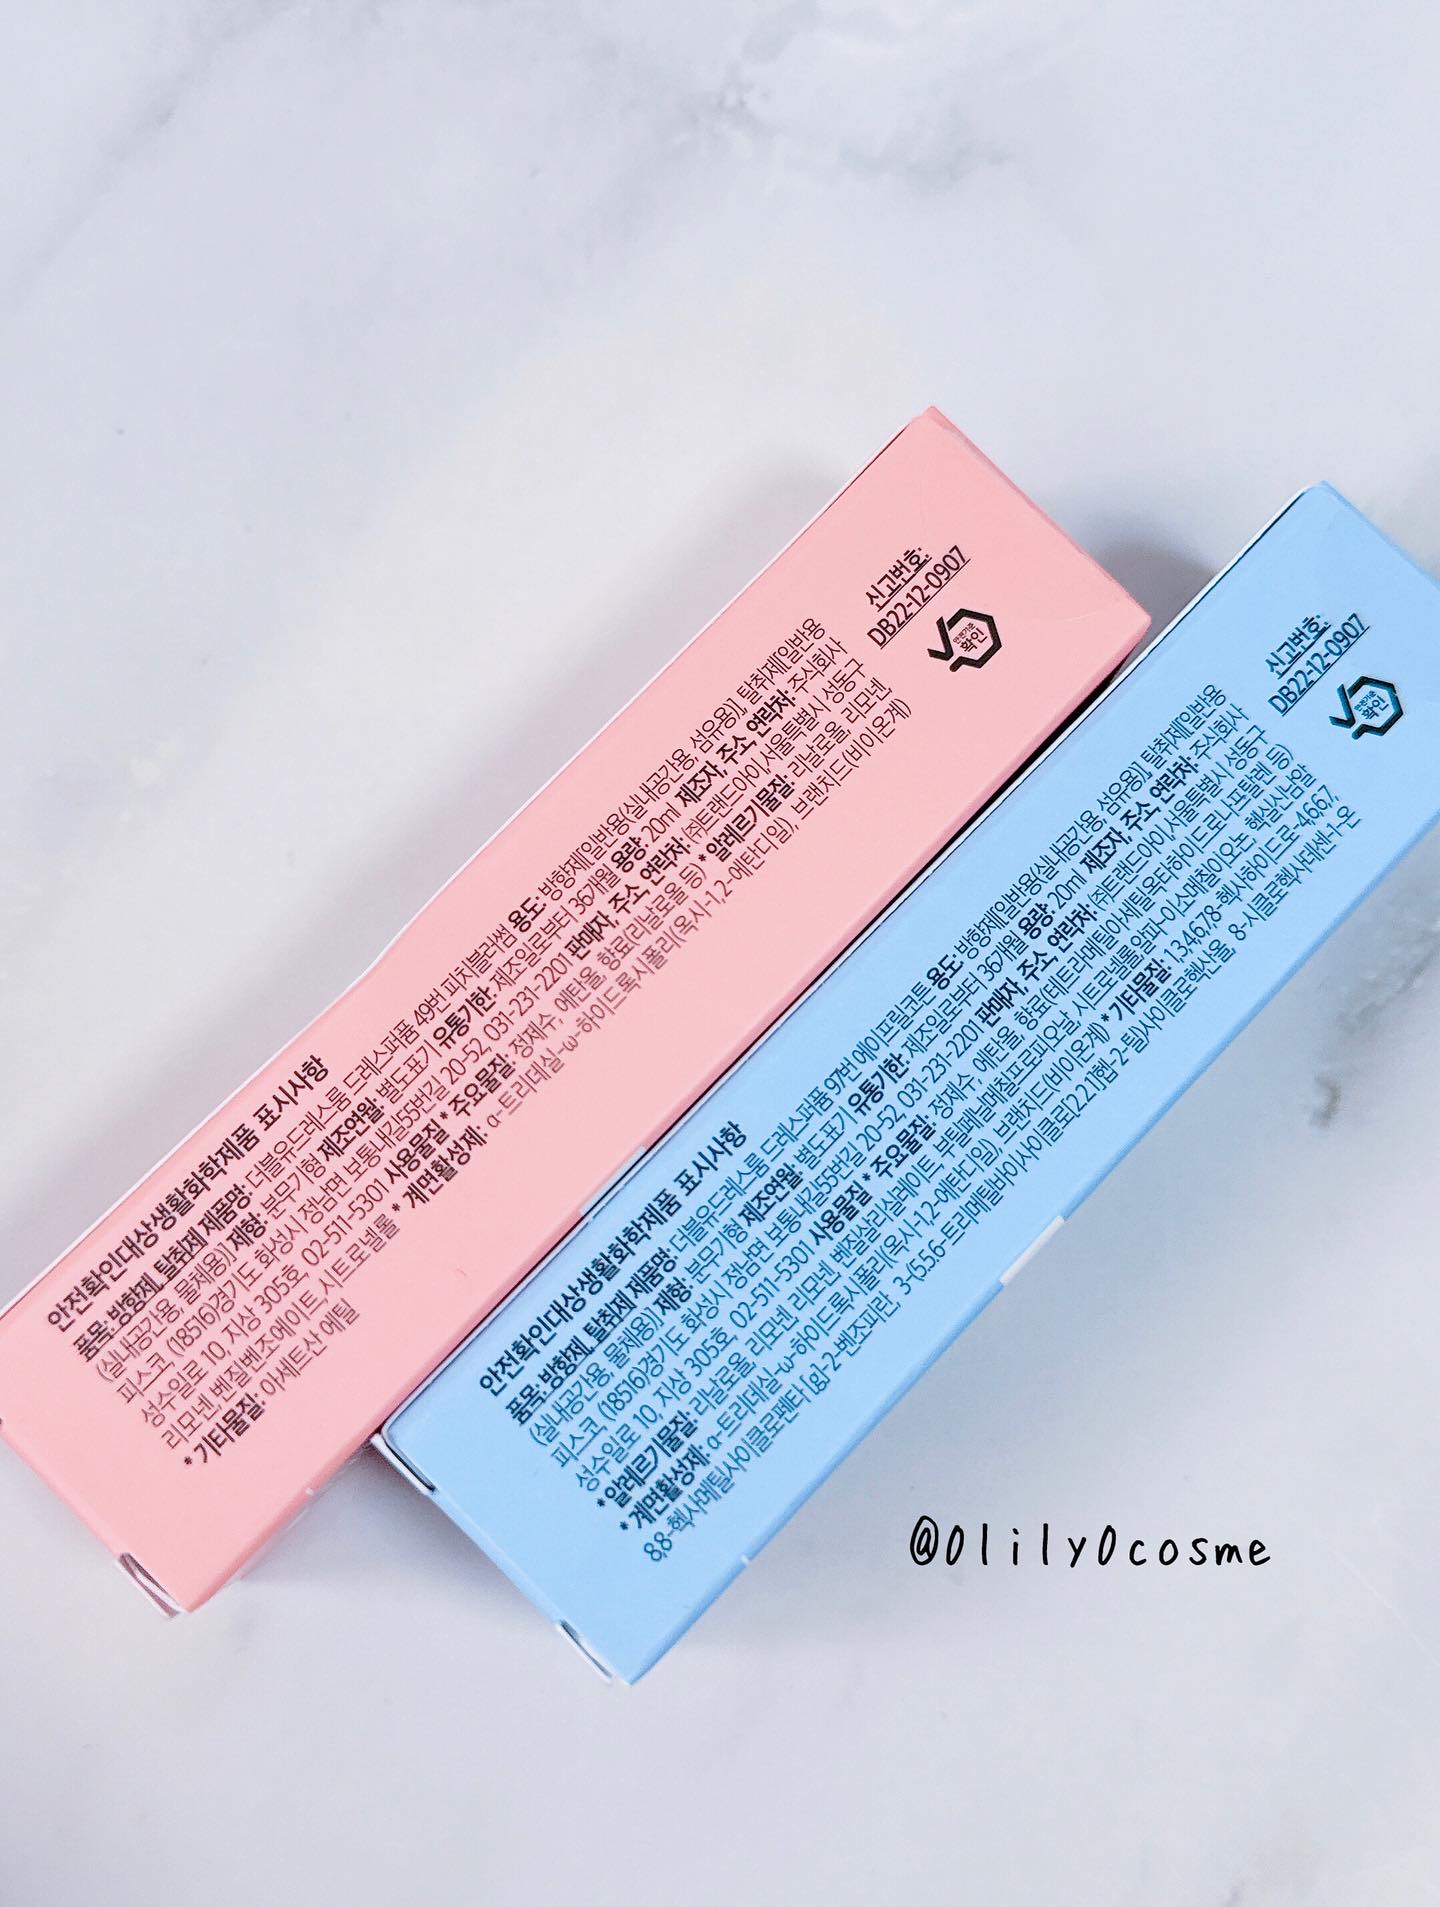 안전확인대상생활화학제품 표시사항
품목: 방향제, 탈취제 제품명: 더블유드레스룸 드레스퍼퓸 49번 피치블라썸 용도: 방향제[일반용(실내공간용, 섬유용)], 탈취제[일반용
(실내공간용, 물체용)] 제형: 분무기형 제조연월: 별도표기 유통기한: 제조일로부터 36개월 용량: 20ml 제조자, 주소 연락처: 주식회사
피스코 (18516)경기도 화성시 정남면 보통내길55번길 20-52, 031-231-2201 판매자, 주소 연락처: ㈜트랜드아이, 서울특별시 성동구
성수일로 10, 지상 305호, 02-511-5301 사용물질 * 주요물질: 정제수, 에탄올, 향료(리날로올 등) * 알레르기물질: 리날로올, 리모넨
리모넨, 벤질벤조에이트, 시트로넬롤 * 계면활성제: α-트리데실-ω-하이드록시폴리(옥시-1,2-에탄디일), 브랜치드(비이온계)
* 기타물질: 아세트산 에틸
신고번호:
DB22-12-0907
안전기준
확인
안전확인대상생활화학제품 표시사항
품목: 방향제, 탈취제 제품명: 더블유드레스룸 드레스퍼퓸 97번 에이프릴코튼 용도: 방향제[일반용(실내공간용, 섬유용)], 탈취제[일반용
(실내공간용, 물체용)] 제형: 분무기형 제조연월: 별도표기 유통기한: 제조일로부터 36개월 용량: 20ml 제조자, 주소 연락처: 주식회사
피스코 (18516)경기도 화성시 정남면 보통내길55번길 20-52, 031-231-2201 판매자, 주소 연락처: ㈜트랜드아이, 서울특별시 성동구
성수일로 10, 지상 305호, 02-511-5301 사용물질 * 주요물질: 정제수, 에탄올, 향료(테트라메틸아세틸옥타하이드로나프탈렌 등)
* 알레르기물질: 리날로올, 리모넨, 리모넨, 벤질살리실레이트, 부틸페닐메칠프로피오날, 시트로넬롤, 알파-이소메칠이오논, 헥실신남알
* 계면활성제: α-트리데실-ω-하이드록시폴리(옥시-1,2-에탄디일), 브랜치드(비이온계) * 기타물질: 1,3,4,6,7,8-헥사하이드로-4,6,6,7,
8,8-헥사메틸사이클로펜타[g]-2-벤즈피란, 3-(5,5,6-트리메틸바이사이클로[2.2.1]헵-2-틸)사이클로헥산올, 8-시클로헥사데센-1-온
신고번호:
DB22-12-0907
안전기준
확인
@0lily0cosme